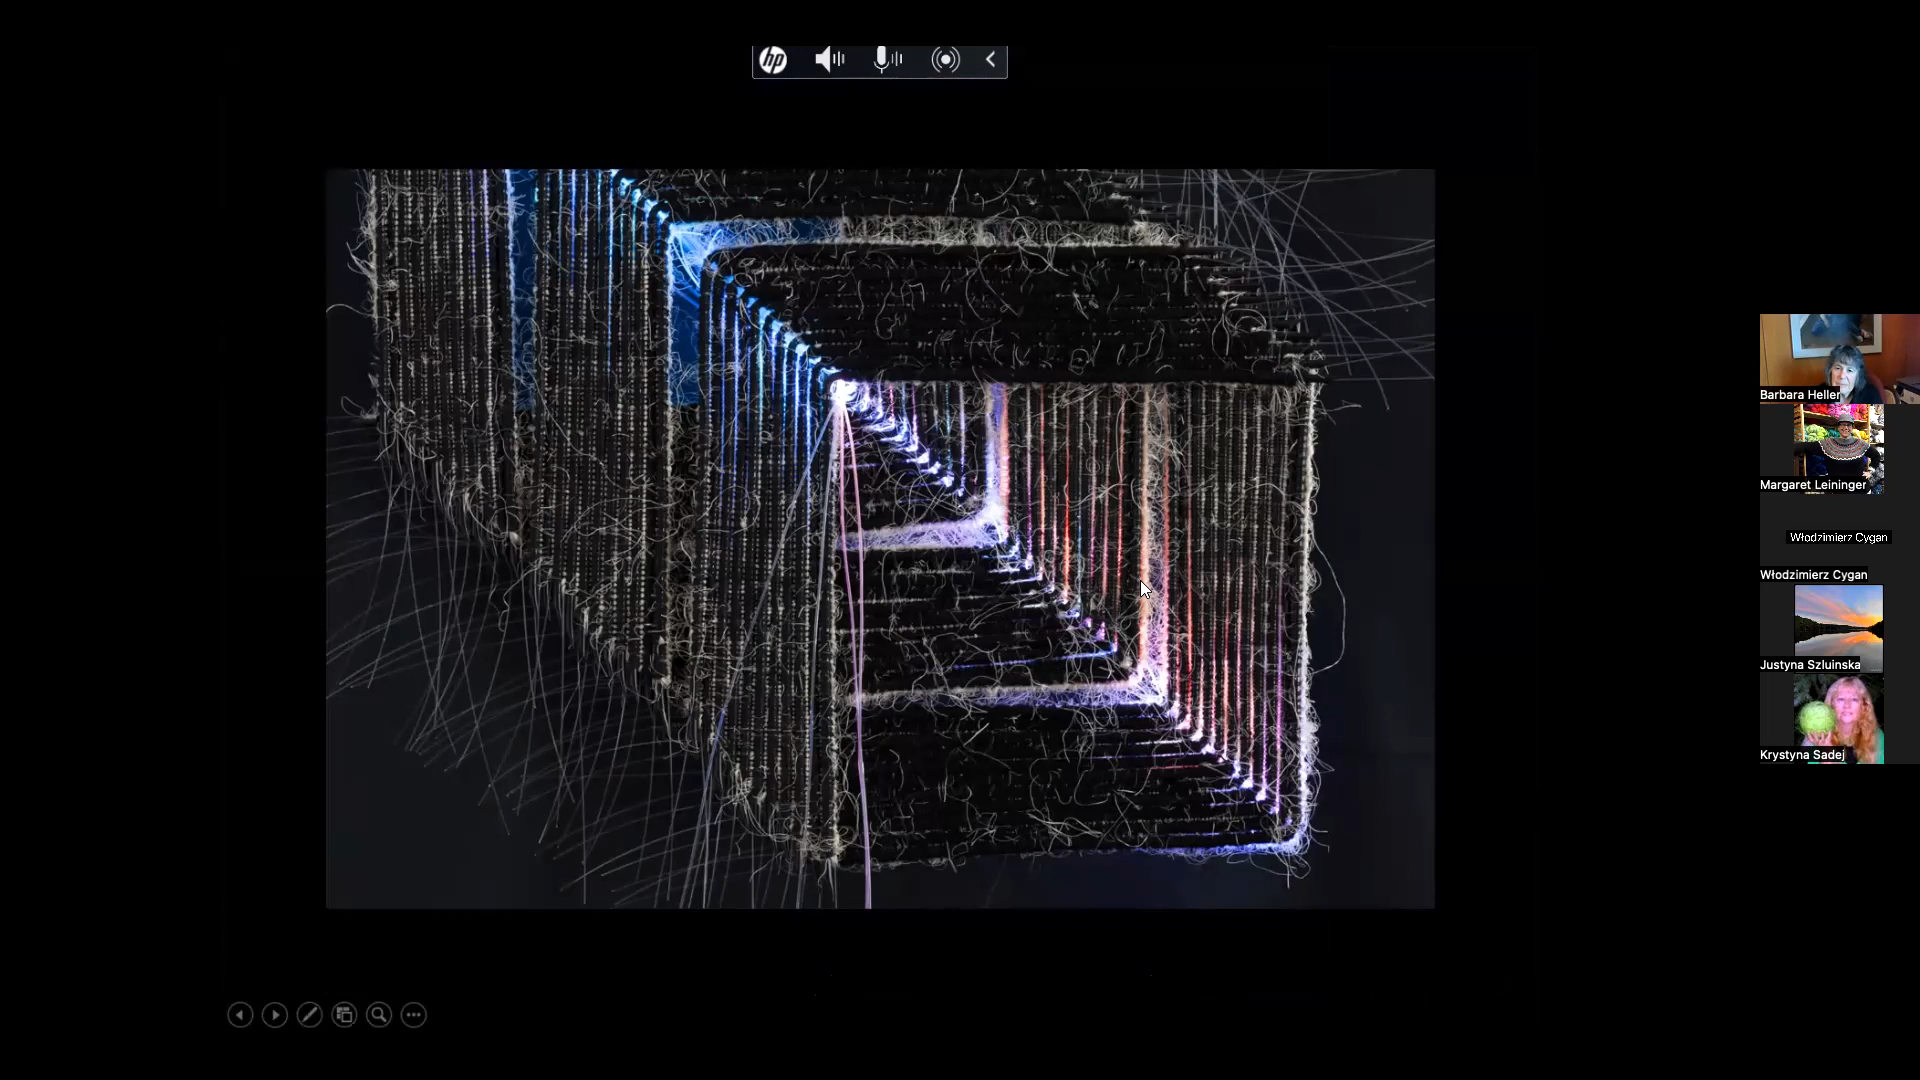 hp
Barbara Heller
Margaret Leininger
Włodzimierz Cygan
Włodzimierz Cygan
Justyna Szluinska
Krystyna Sadej